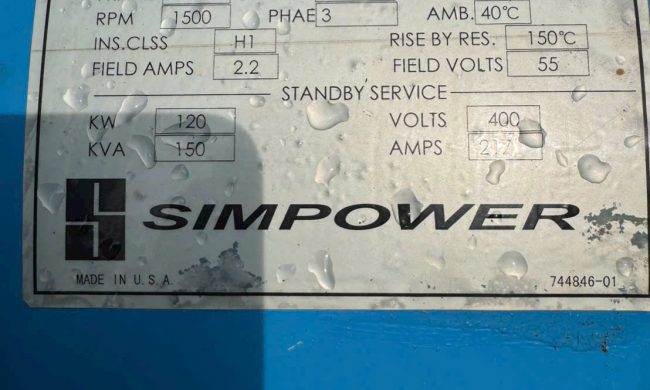 RPM 1500 PHAE 3 AMB. 40°C
INS.CLSS H1 RISE BY RES. 150°C
FIELD AMPS 2.2 FIELD VOLTS 55
STANDBY SERVICE
KW 120 VOLTS 400
KVA 150 AMPS 217
SIMPOWER
MADE IN U.S.A. 744846-01